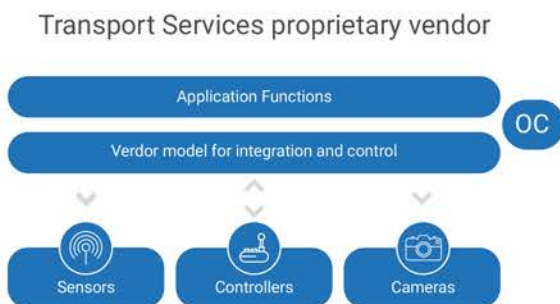 Transport Services proprietary vendor
Application Functions
OC
Verdor model for integration and control
Sensors
Controllers
Cameras